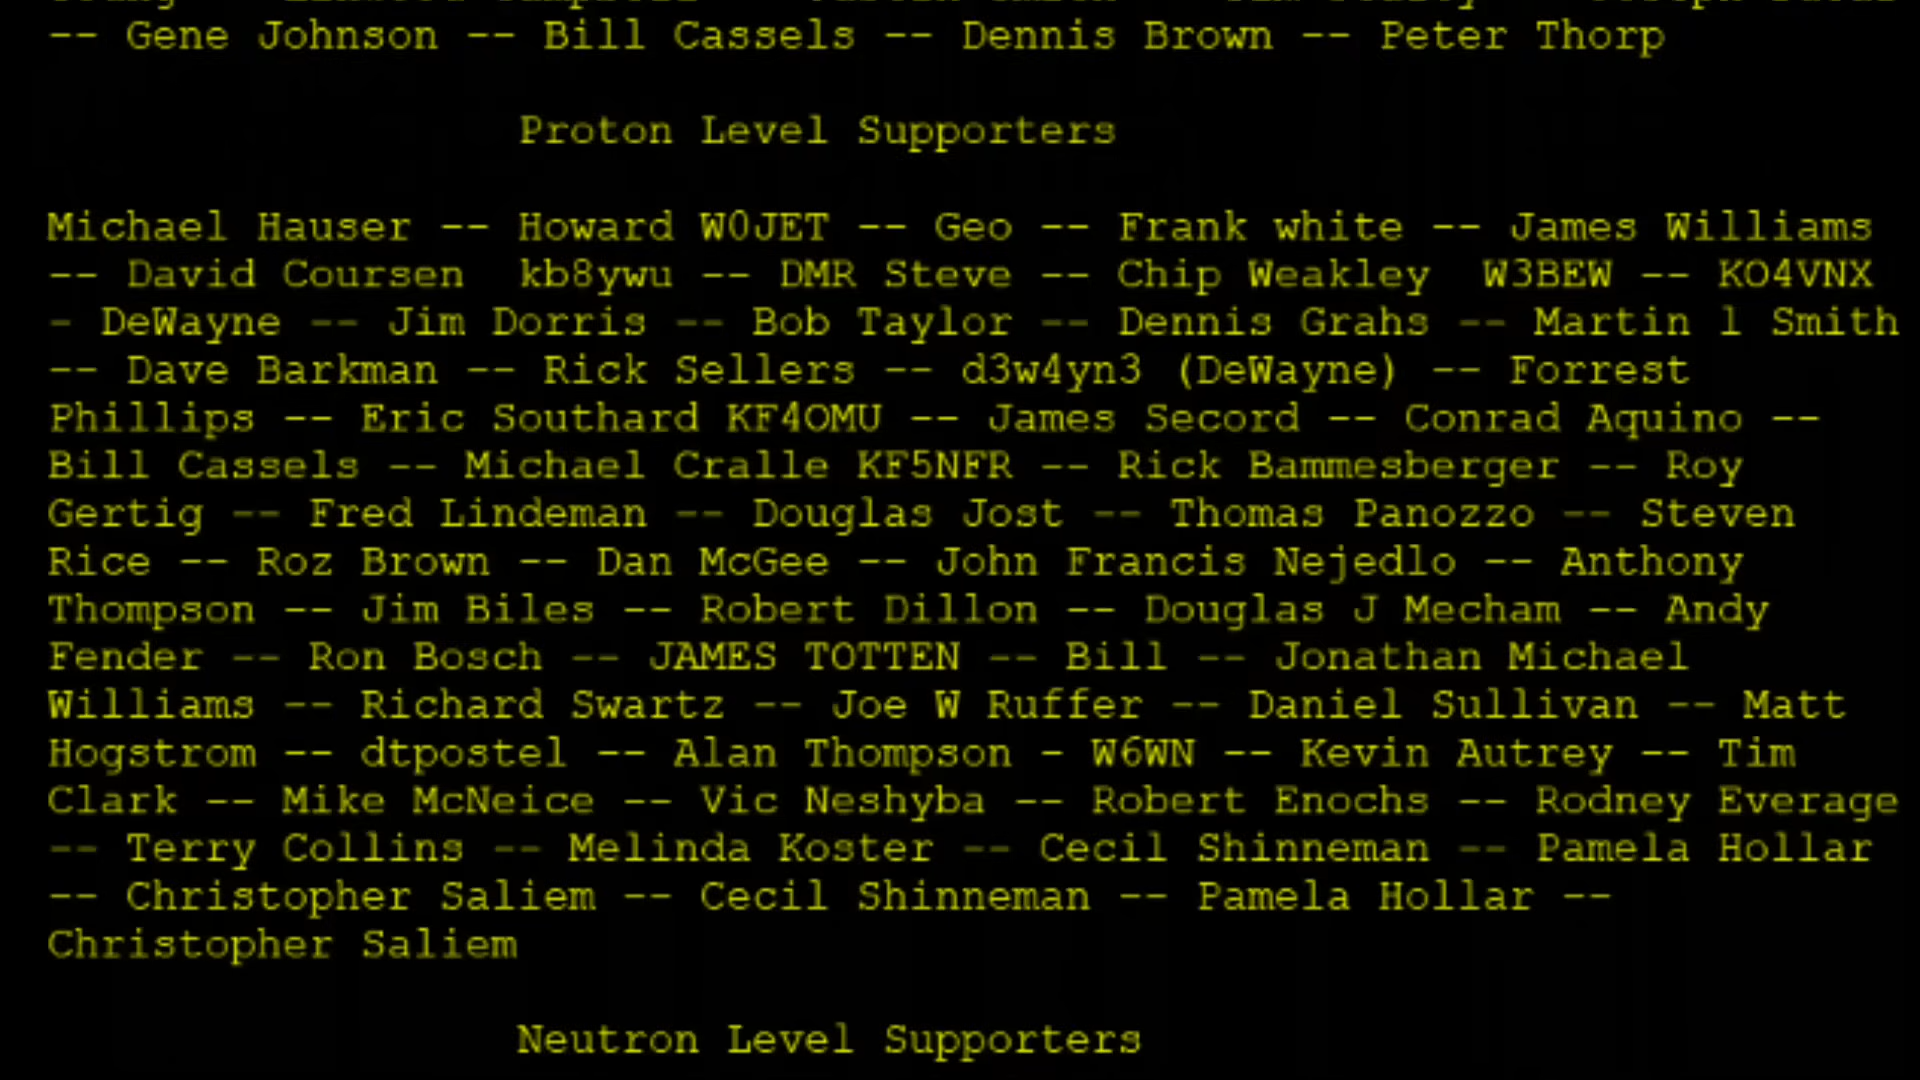 -- Gene Johnson -- Bill Cassels -- Dennis Brown -- Peter Thorp
Proton Level Supporters
Michael Hauser -- Howard W0JET -- Geo -- Frank white -- James Williams
-- David Coursen  kb8ywu -- DMR Steve -- Chip Weakley  W3BEW -- KO4VNX
- DeWayne -- Jim Dorris -- Bob Taylor -- Dennis Grahs -- Martin l Smith
-- Dave Barkman -- Rick Sellers -- d3w4yn3 (DeWayne) -- Forrest
Phillips -- Eric Southard KF4OMU -- James Secord -- Conrad Aquino --
Bill Cassels -- Michael Cralle KF5NFR -- Rick Bammesberger -- Roy
Gertig -- Fred Lindeman -- Douglas Jost -- Thomas Panozzo -- Steven
Rice -- Roz Brown -- Dan McGee -- John Francis Nejedlo -- Anthony
Thompson -- Jim Biles -- Robert Dillon -- Douglas J Mecham -- Andy
Fender -- Ron Bosch -- JAMES TOTTEN -- Bill -- Jonathan Michael
Williams -- Richard Swartz -- Joe W Ruffer -- Daniel Sullivan -- Matt
Hogstrom -- dtpostel -- Alan Thompson - W6WN -- Kevin Autrey -- Tim
Clark -- Mike McNeice -- Vic Neshyba -- Robert Enochs -- Rodney Everage
-- Terry Collins -- Melinda Koster -- Cecil Shinneman -- Pamela Hollar
-- Christopher Saliem -- Cecil Shinneman -- Pamela Hollar --
Christopher Saliem
Neutron Level Supporters